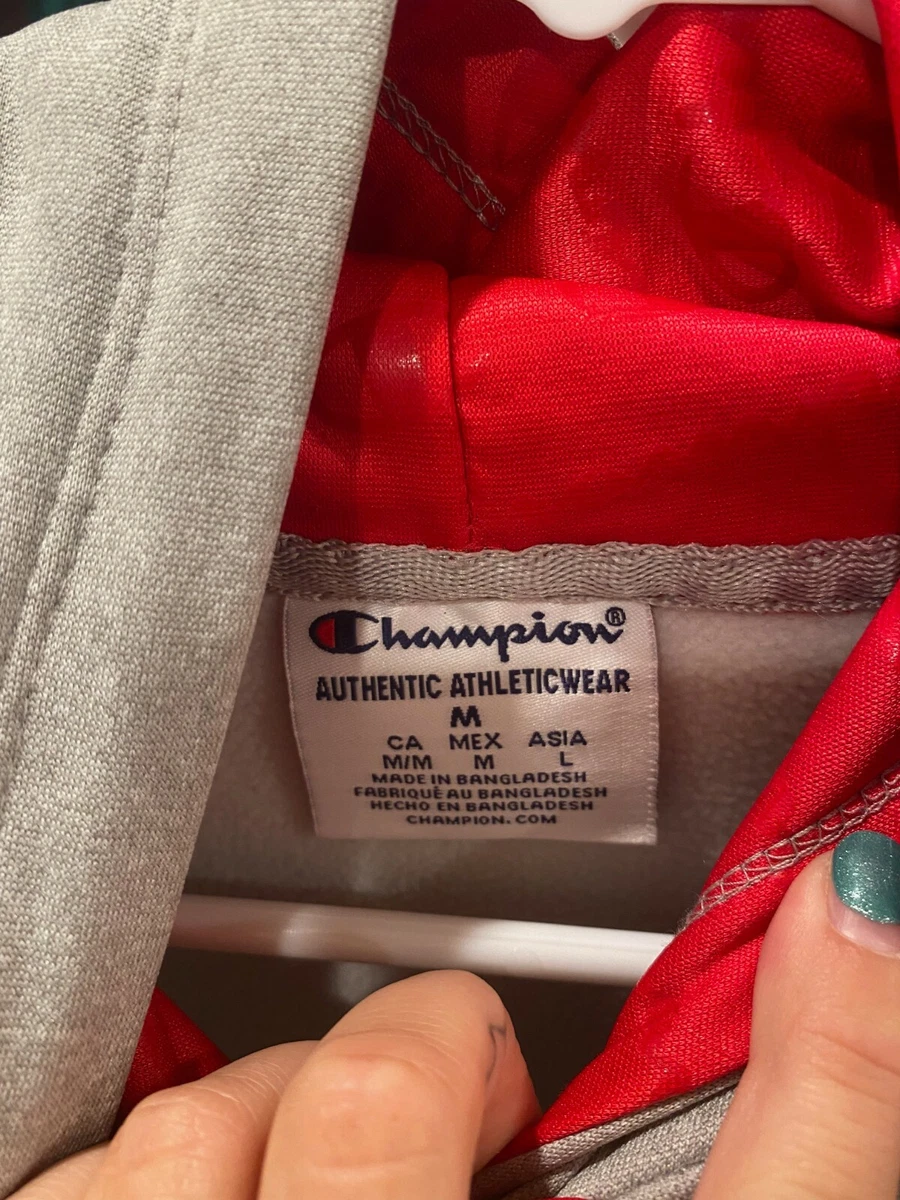 Champion®
AUTHENTIC ATHLETICWEAR
M
CA MEX ASIA
M/M M L
MADE IN BANGLADESH
FABRIQUÉ AU BANGLADESH
HECHO EN BANGLADESH
CHAMPION.COM